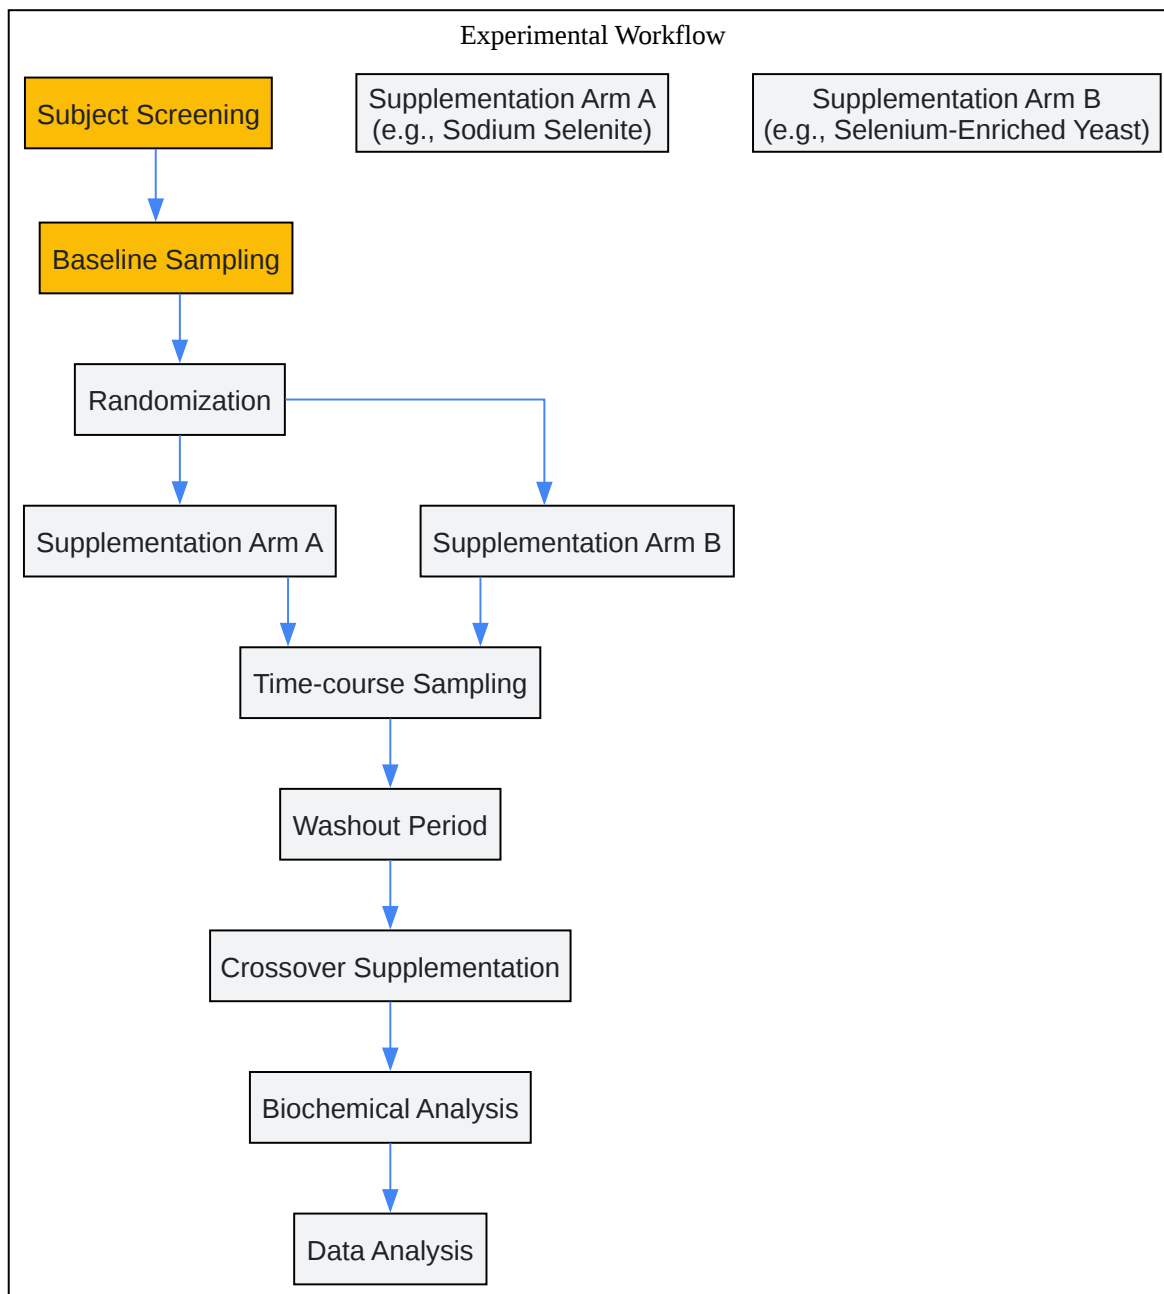 Experimental Workflow
Subject Screening
Supplementation Arm A
(e.g., Sodium Selenite)
Supplementation Arm B
(e.g., Selenium-Enriched Yeast)
Baseline Sampling
Randomization
Supplementation Arm A
Supplementation Arm B
Time-course Sampling
Washout Period
Crossover Supplementation
Biochemical Analysis
Data Analysis